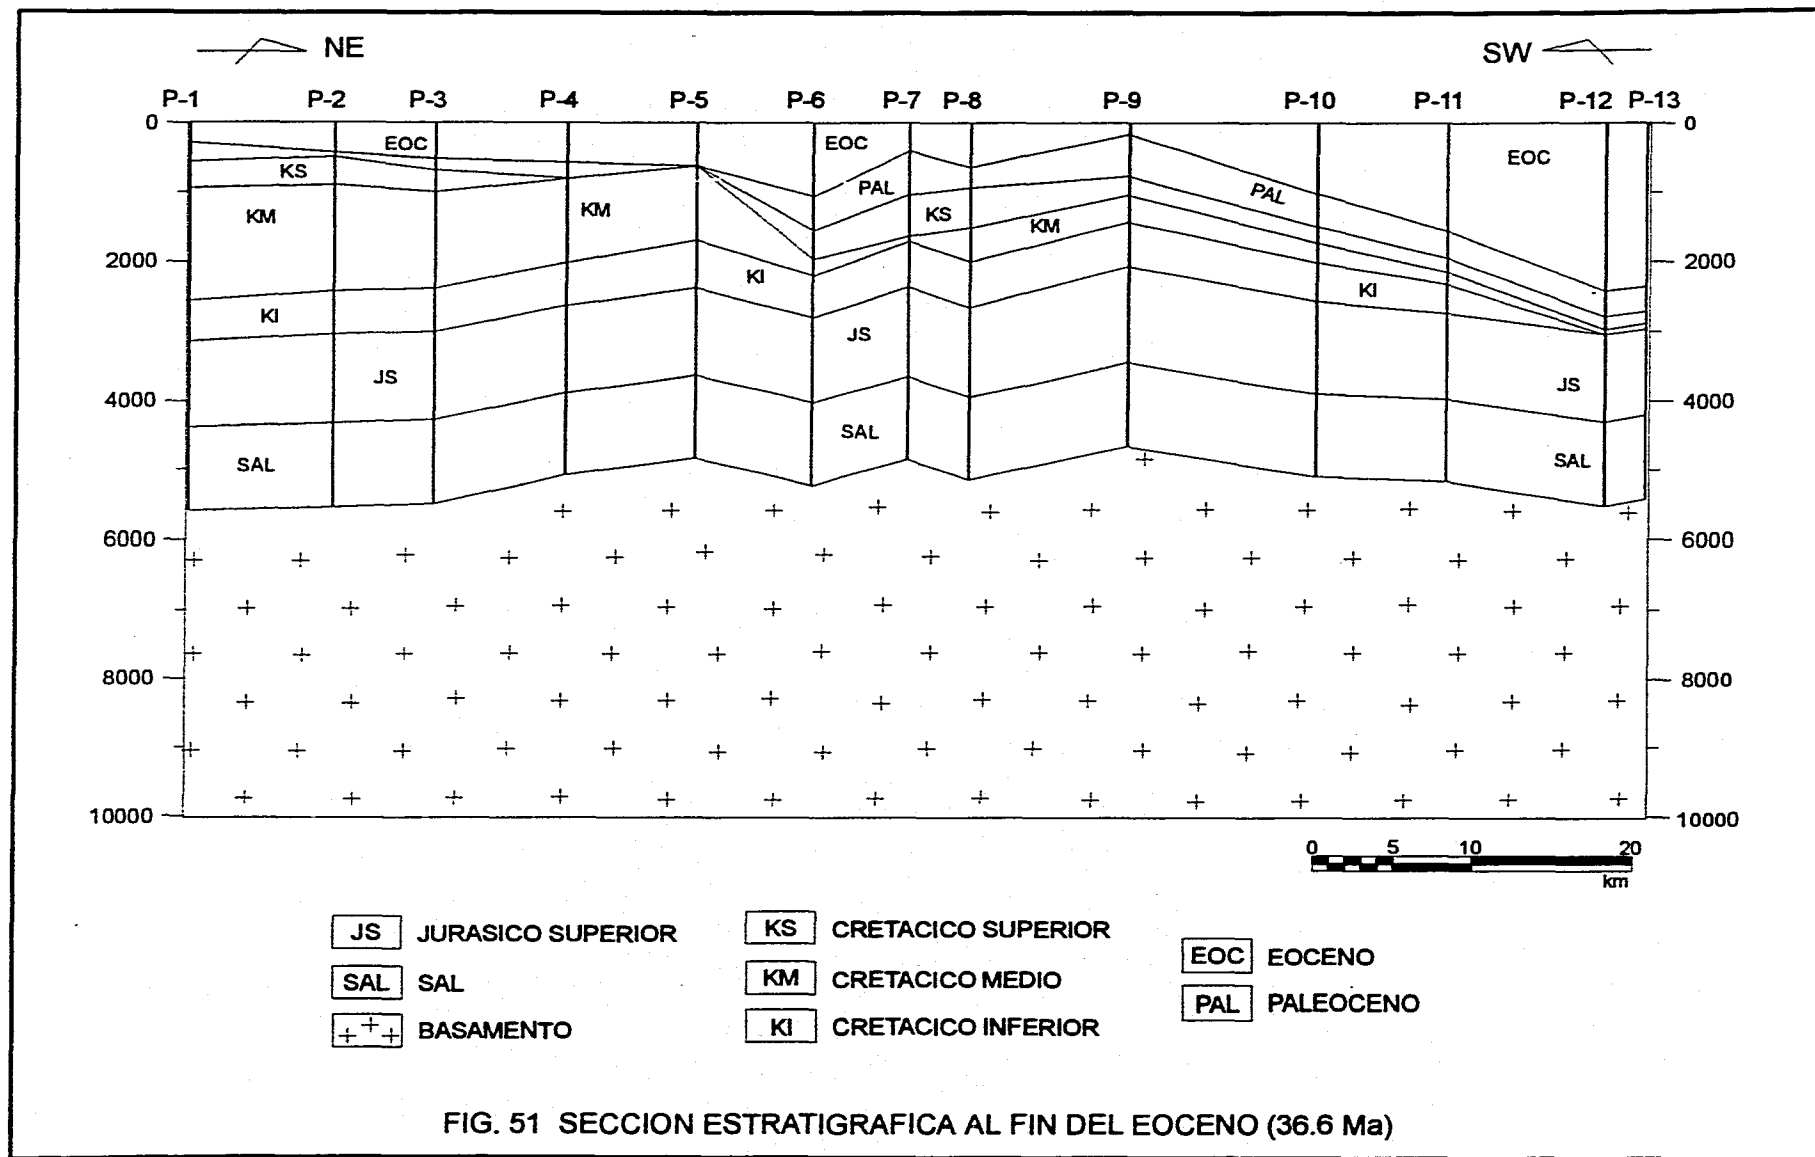 NE SW
P-1 P-2 P-3 P-4 P-5 P-6 P-7 P-8 P-9 P-10 P-11 P-12 P-13
0 0
EOC EOC EOC
KS PAL PAL
KM KM KS KM
2000 2000
KI KI KI
JS JS JS
4000 4000
SAL SAL SAL
6000 6000
8000 8000
10000 10000
0 5 10 20
km
JS JURASICO SUPERIOR
SAL SAL
BASAMENTO
KS CRETACICO SUPERIOR
KM CRETACICO MEDIO
KI CRETACICO INFERIOR
EOC EOCENO
PAL PALEOCENO
FIG. 51 SECCION ESTRATIGRAFICA AL FIN DEL EOCENO (36.6 Ma)